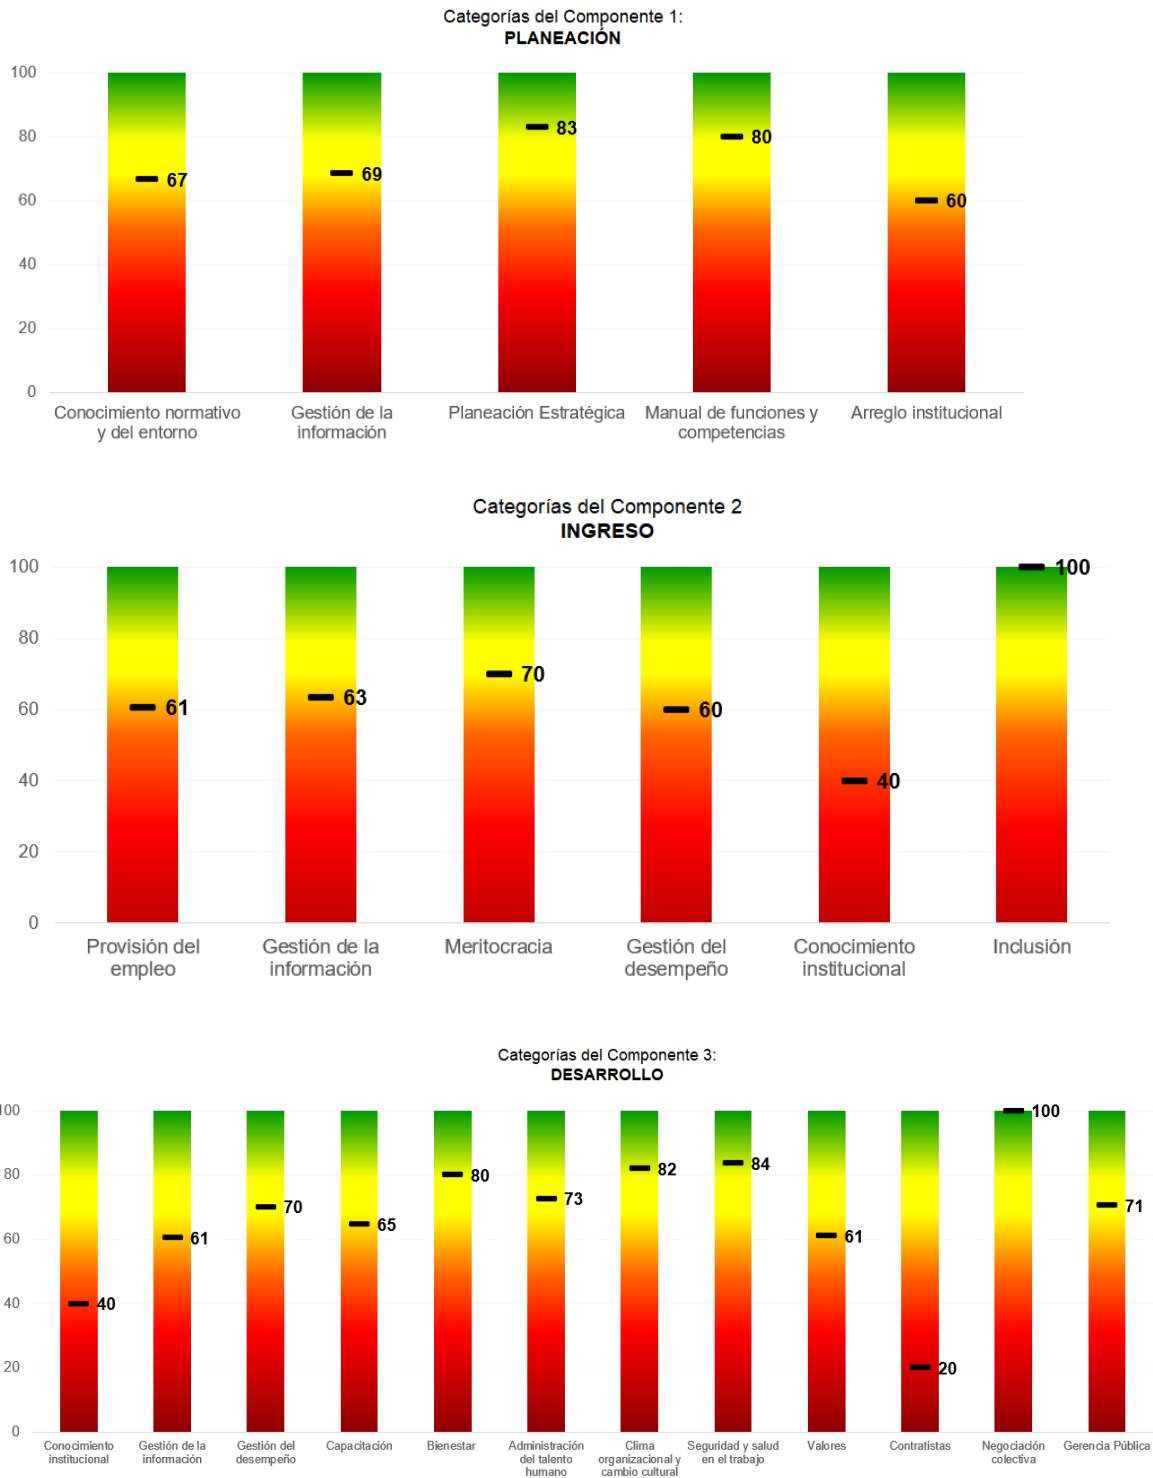 Categorías del Componente 1:
PLANEACIÓN
100
80
60
40
20
0
67
69
83
80
60
Conocimiento normativo
y del entorno
Gestión de la
información
Planeación Estratégica
Manual de funciones y
competencias
Arreglo institucional
Categorías del Componente 2
INGRESO
100
80
60
40
20
0
61
63
70
60
40
100
Provisión del
empleo
Gestión de la
información
Meritocracia
Gestión del
desempeño
Conocimiento
institucional
Inclusión
Categorías del Componente 3:
DESARROLLO
100
80
60
40
20
0
40
61
70
65
80
73
82
84
61
20
100
71
Conocimiento
institucional
Gestión de la
información
Gestión del
desempeño
Capacitación
Bienestar
Administración
del talento
humano
Clima
organizacional y
cambio cultural
Seguridad y salud
en el trabajo
Valores
Contratistas
Negociación
colectiva
Gerencia Pública